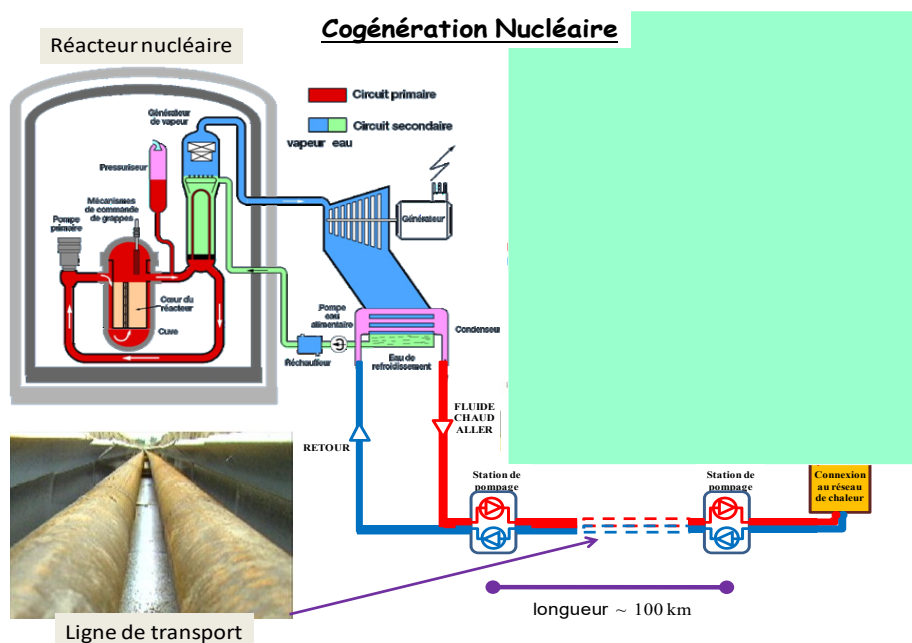 Cogénération Nucléaire
Réacteur nucléaire
Circuit primaire
Circuit secondaire
vapeur eau
Générateur
de vapeur
Pressuriseur
Mécanismes
de commande
de grappes
Pompe
primaire
Cœur du
réacteur
Cuve
Générateur
Pompe
eau
alimentaire
Condenseur
Réchauffeur
Eau de
refroidissement
FLUIDE
CHAUD
ALLER
RETOUR
Station de
pompage
Station de
pompage
Connexion
au réseau
de chaleur
longueur ~ 100 km
Ligne de transport